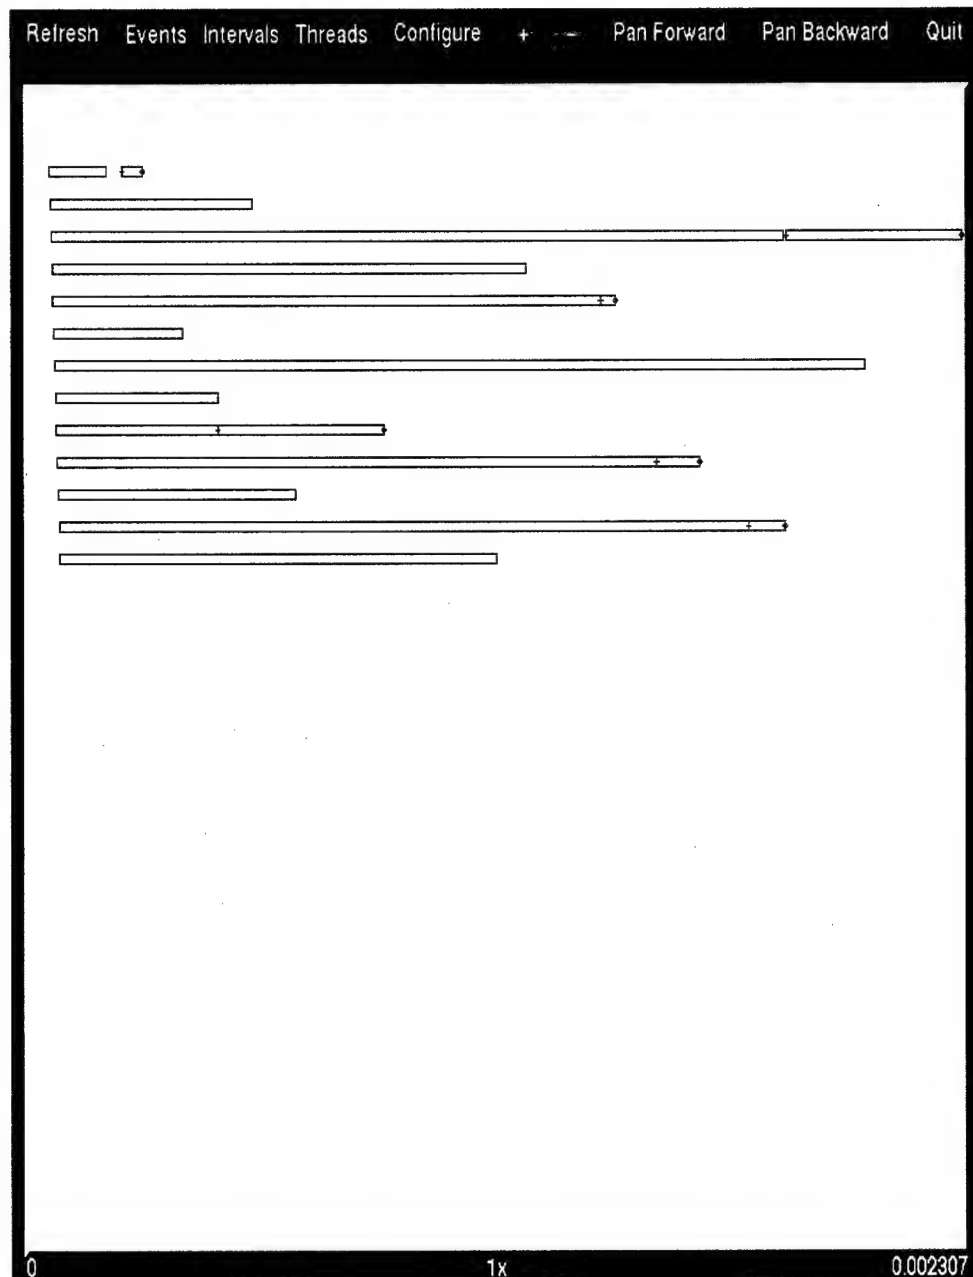 Refresh Events Intervals Threads Configure + - Pan Forward Pan Backward Quit
0 1x 0.002307